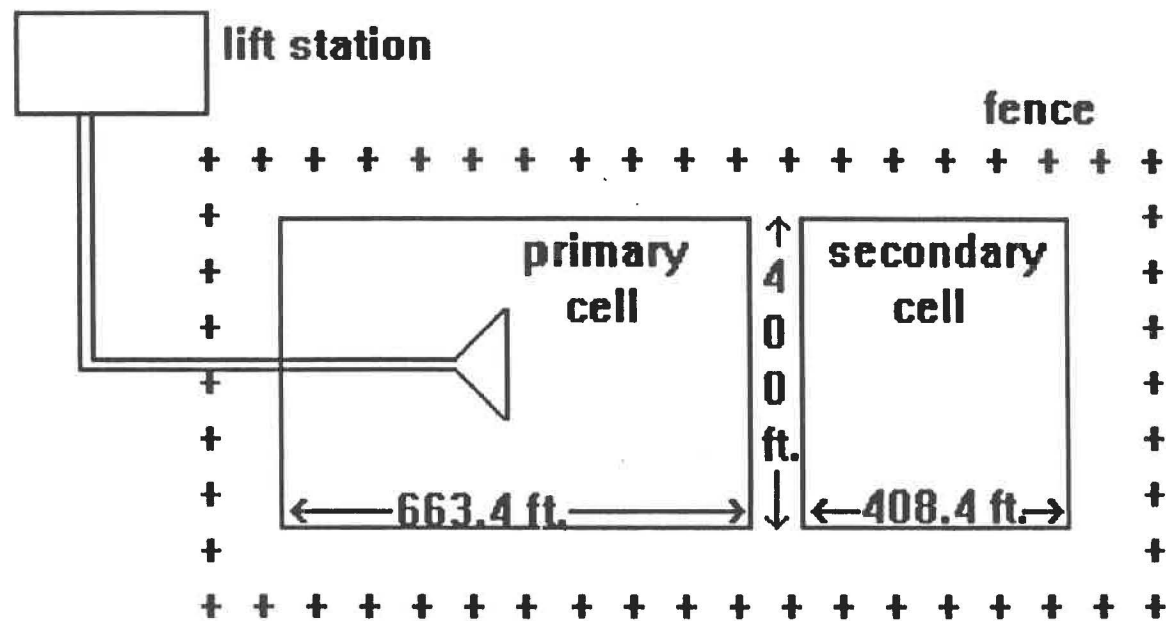 lift station
fence
primary
cell
400 ft.
secondary
cell
663.4 ft.
408.4 ft.